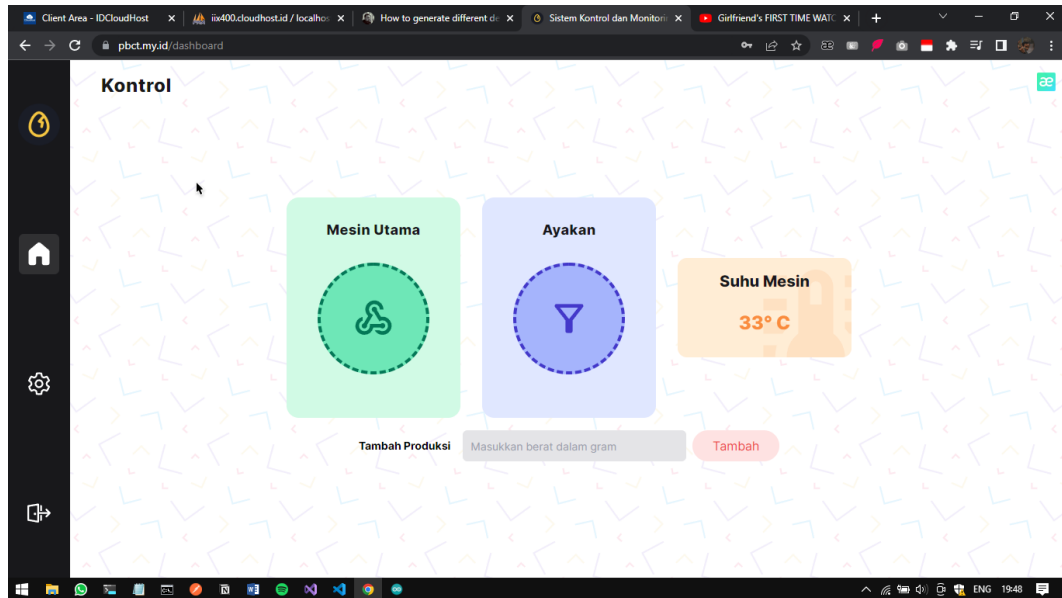 Client Area - IDCloudHost
iix400.cloudhost.id / localhos
How to generate different de
Sistem Kontrol dan Monitorin
Girlfriend's FIRST TIME WATC
pbct.my.id/dashboard
Kontrol
æ
Mesin Utama
Ayakan
Suhu Mesin
33° C
Tambah Produksi
Masukkan berat dalam gram
Tambah
ENG
19:48